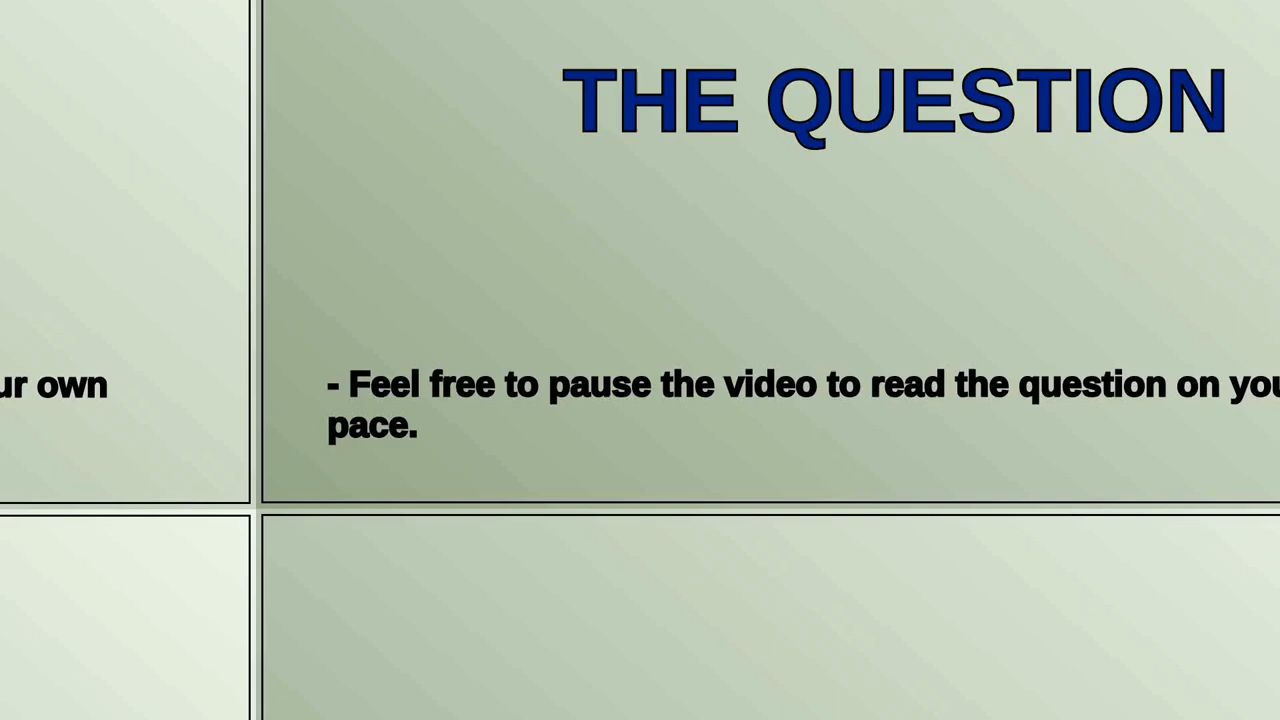 THE QUESTION
ur own
- Feel free to pause the video to read the question on you
pace.